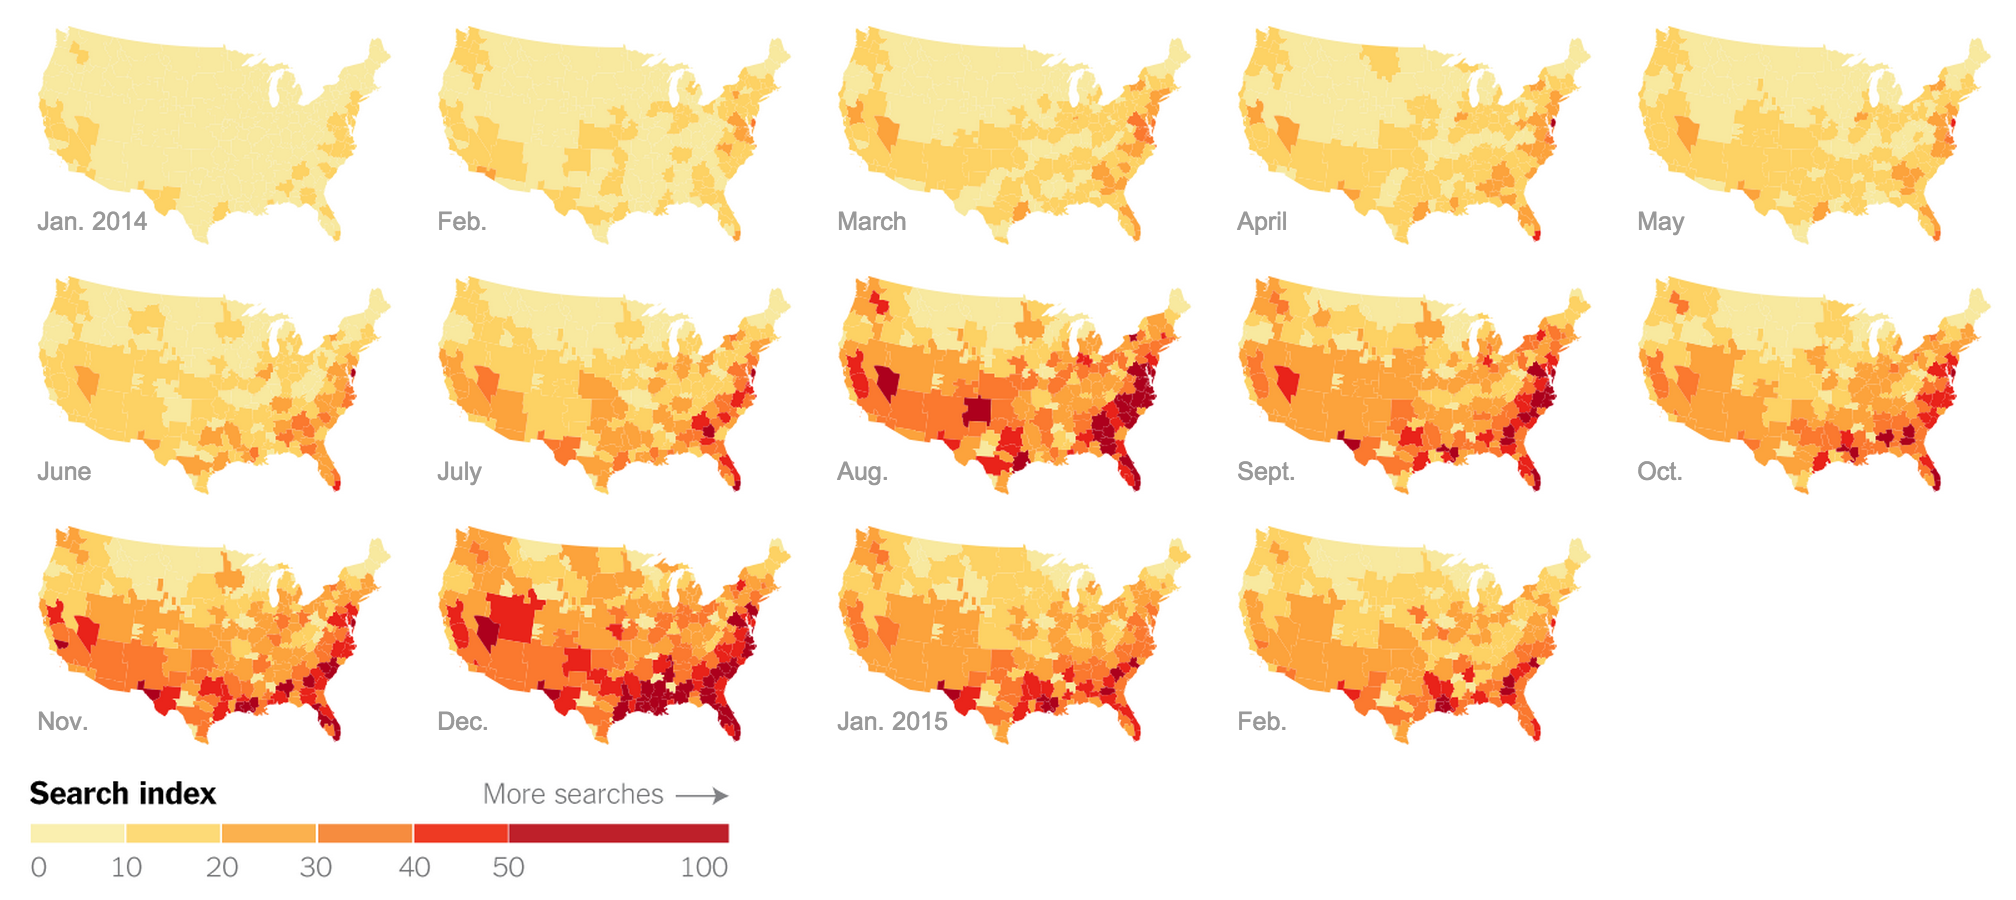 Jan. 2014
Feb.
March
April
May
June
July
Aug.
Sept.
Oct.
Nov.
Dec.
Jan. 2015
Feb.
Search index
More searches
0 10 20 30 40 50 100